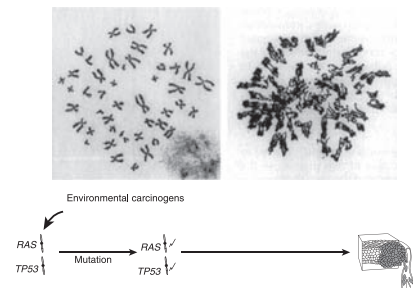 Environmental carcinogens
RAS
TP53
Mutation
RAS
TP53